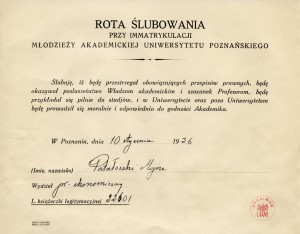 ROTA ŚLUBOWANIA
PRZY IMMATRYKULACJI
MŁODZIEŻY AKADEMICKIEJ UNIWERSYTETU POZNAŃSKIEGO
Ślubuję, iż będę przestrzegał obowiązujących przepisów prawnych, będę
okazywał posłuszeństwo Władzom akademickim i szacunek Profesorom, będę
przykładał się pilnie do studjów, i w Uniwersytecie oraz poza Uniwersytetem
będę prowadził się moralnie i odpowiednio do godności Akademika.
W Poznaniu, dnia 10 stycznia 1936
(Imię, nazwisko)
Wydział pr.-ekonomiczny
L. książeczki legitymacyjnej 22601